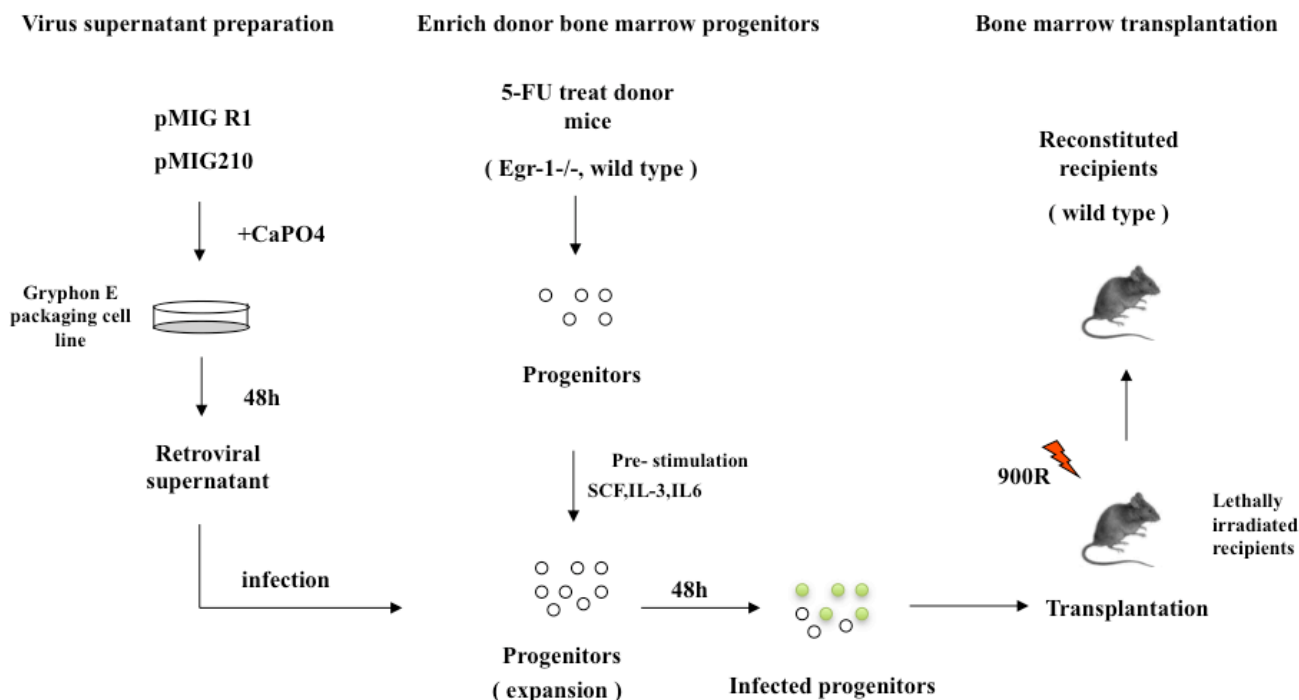 Virus supernatant preparation
pMIG R1
pMIG210
+CaPO4
Gryphon E
packaging cell
line
48h
Retroviral
supernatant
infection
Enrich donor bone marrow progenitors
5-FU treat donor
mice
( Egr-1-/-, wild type )
Progenitors
Pre- stimulation
SCF,IL-3,IL6
Progenitors
( expansion )
48h
Infected progenitors
Bone marrow transplantation
Reconstituted
recipients
( wild type )
900R
Lethally
irradiated
recipients
Transplantation